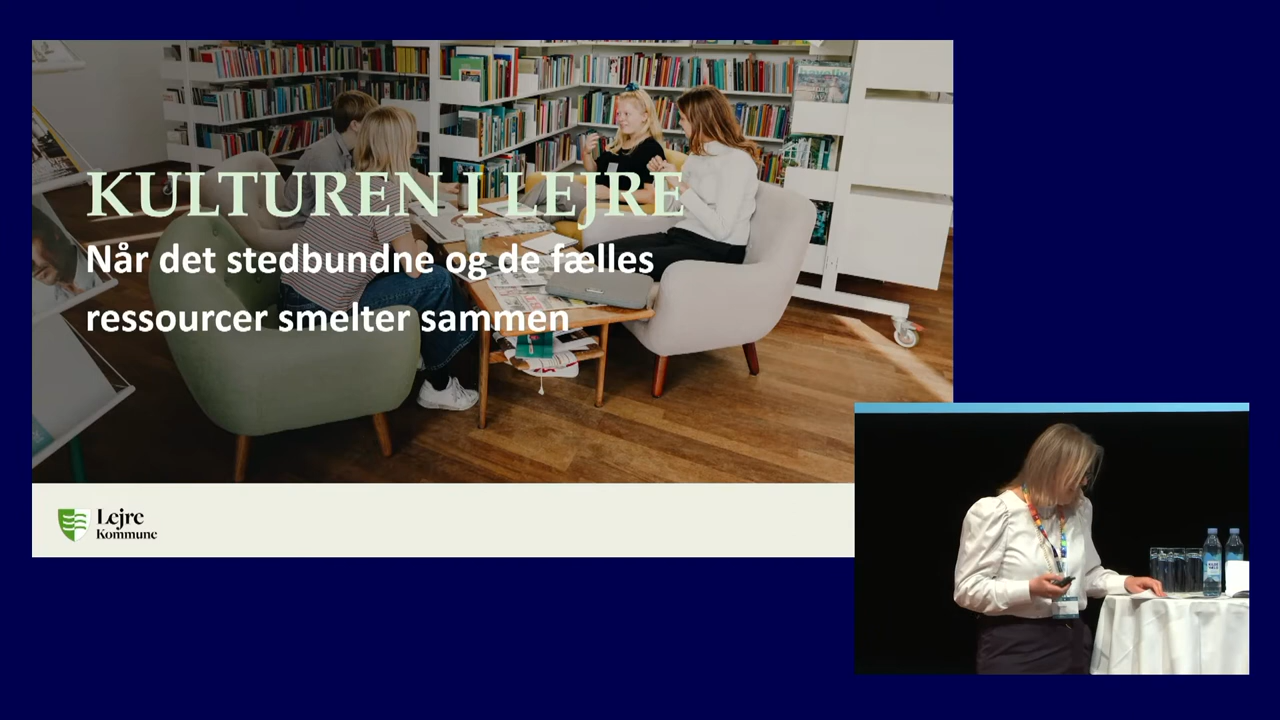 KULTUREN I LEJRE
Når det stedbundne og de fælles
ressourcer smelter sammen
Lejre
Kommune